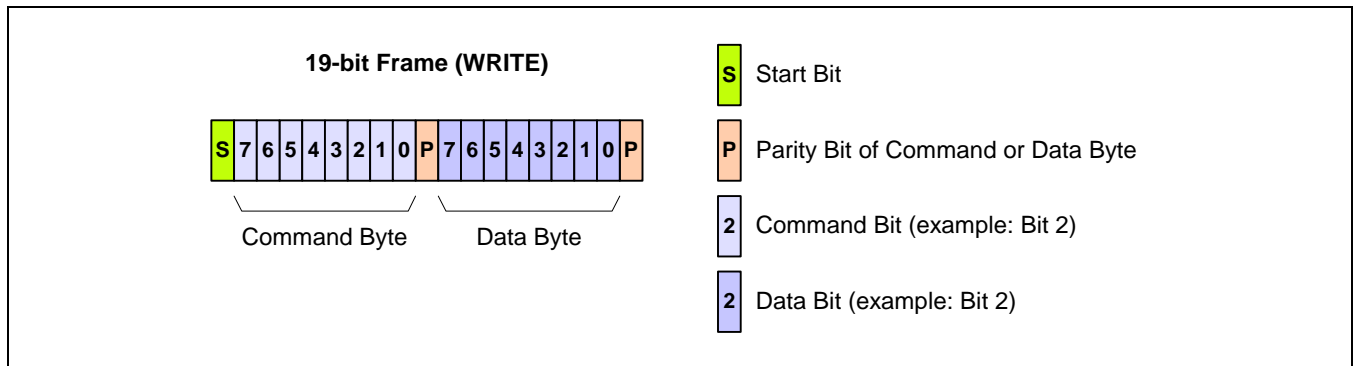 19-bit Frame (WRITE)
S 7 6 5 4 3 2 1 0 P 7 6 5 4 3 2 1 0 P
Command Byte Data Byte
S Start Bit
P Parity Bit of Command or Data Byte
2 Command Bit (example: Bit 2)
2 Data Bit (example: Bit 2)